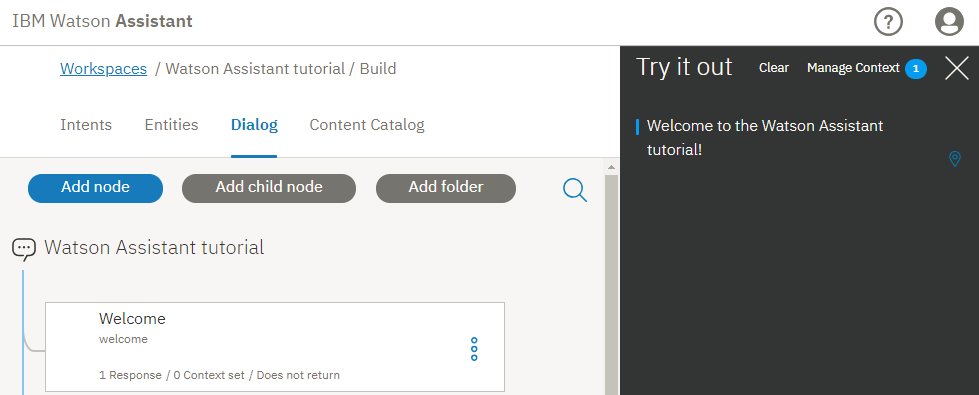 IBM Watson Assistant
?
Workspaces / Watson Assistant tutorial / Build
Intents Entities Dialog Content Catalog
Add node Add child node Add folder
Watson Assistant tutorial
Welcome
welcome
1 Response / 0 Context set / Does not return
Try it out Clear Manage Context 1
Welcome to the Watson Assistant
tutorial!